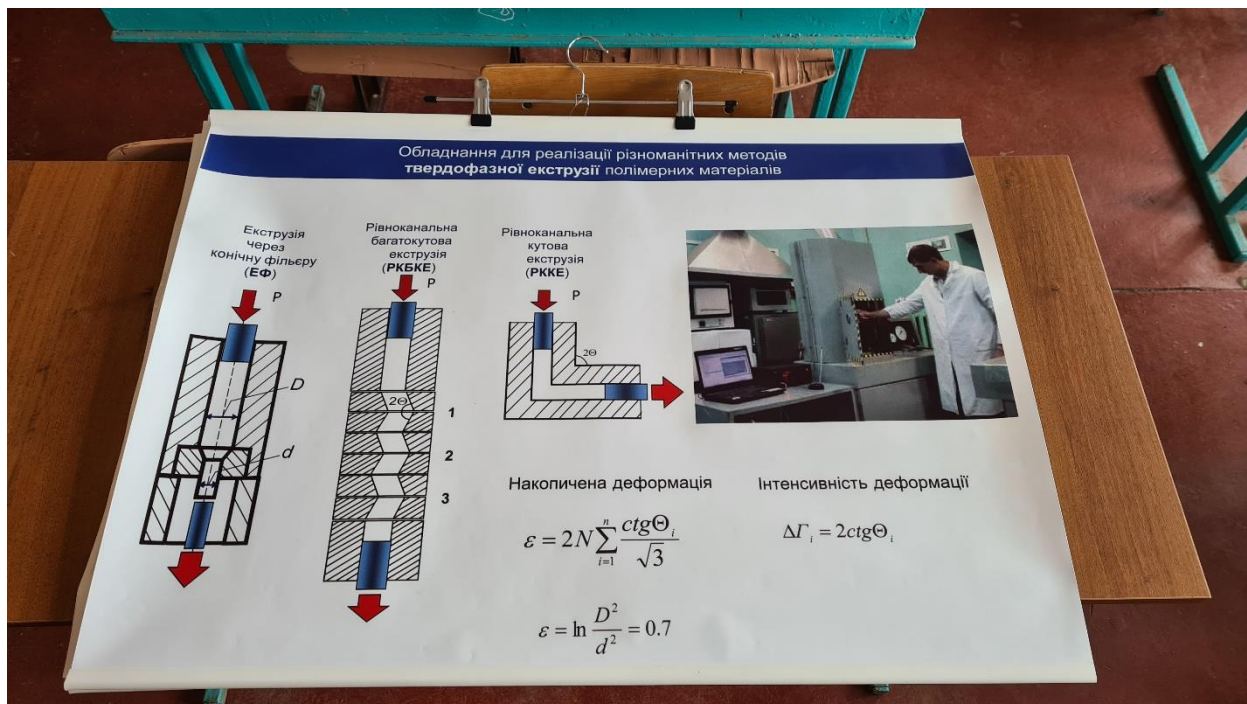 Обладнання для реалізації різноманітних методів
твердофазної екструзії полімерних матеріалів
Екструзія
через
конічну фільєру
(ЕФ)
P
D
d
Рівноканальна
багатокутова
екструзія
(РКБКЕ)
P
2Θ
1
2
3
Рівноканальна
кутова
екструзія
(РККЕ)
P
2Θ
Накопичена деформація
ε = 2N ∑ i=1 n ctgΘi / √3
ε = ln D² / d² = 0.7
Інтенсивність деформації
ΔΓi = 2ctgΘi